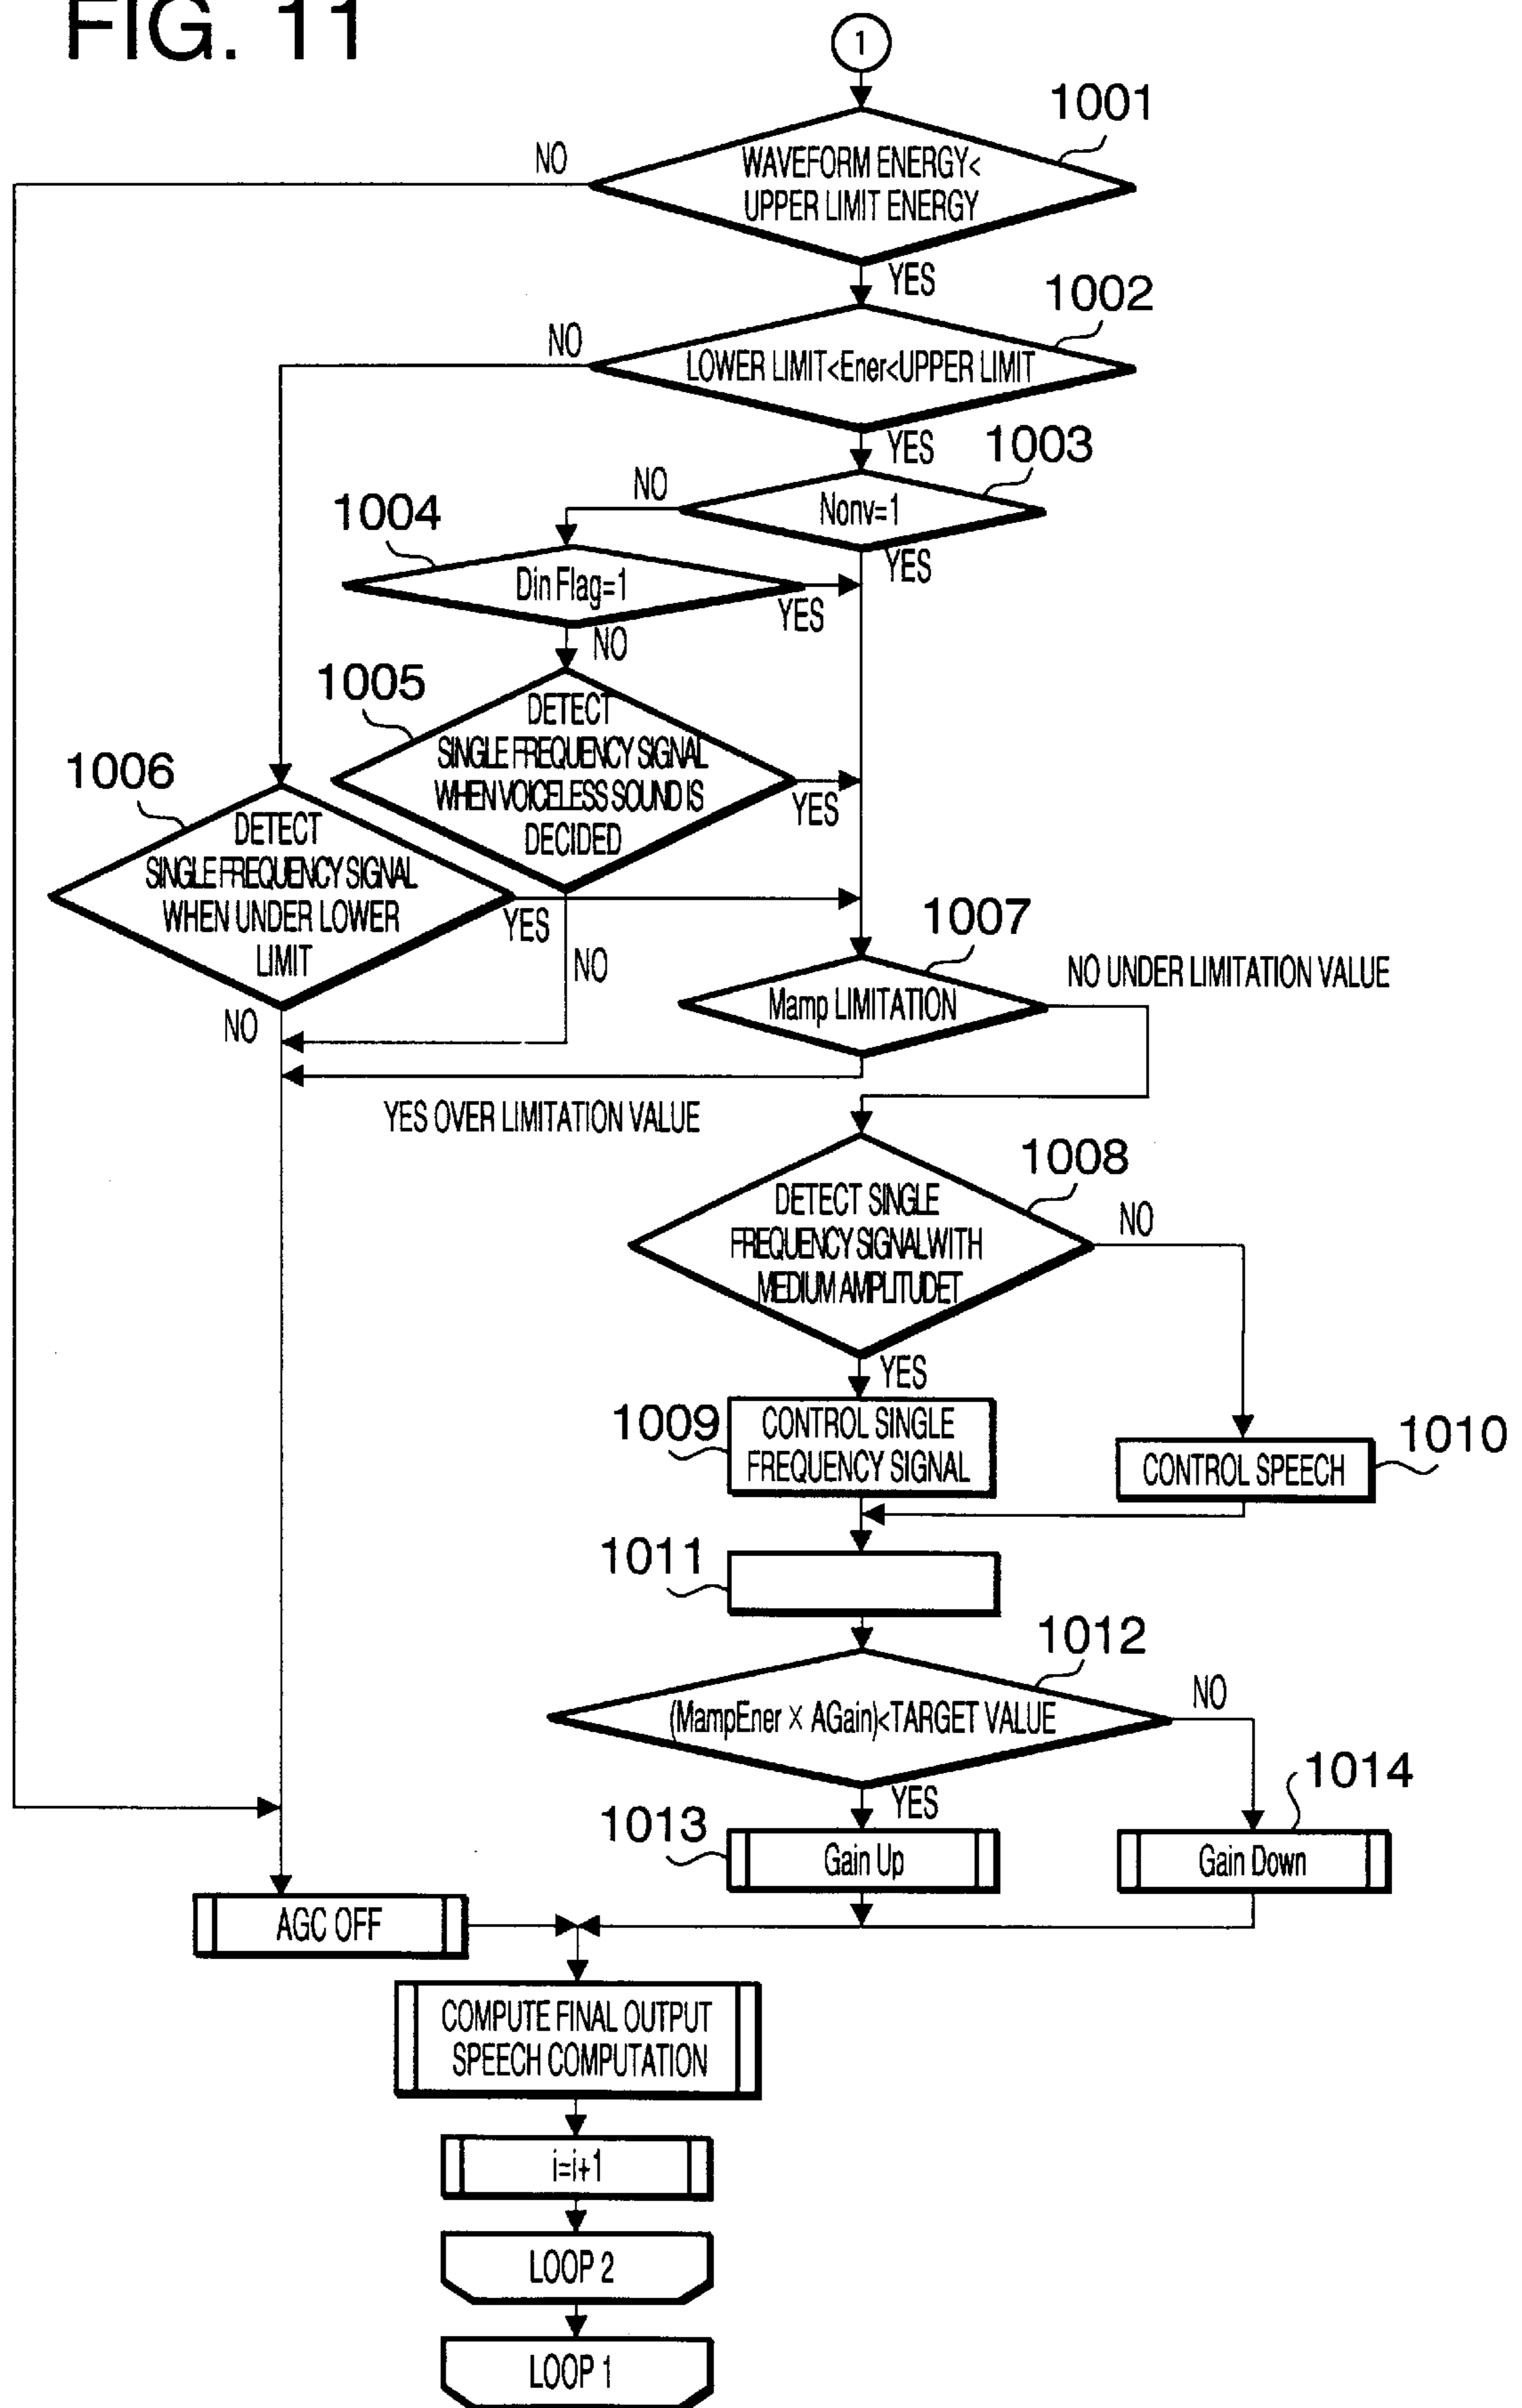 FIG. 11
1
1001
NO
WAVEFORM ENERGY<
UPPER LIMIT ENERGY
YES
1002
NO
LOWER LIMIT<Ener<UPPER LIMIT
YES
1003
NO
Nonv=1
YES
1004
Din Flag=1
YES
NO
1005
DETECT
SINGLE FREQUENCY SIGNAL
WHEN VOICELESS SOUND IS
DECIDED
YES
NO
1006
DETECT
SINGLE FREQUENCY SIGNAL
WHEN UNDER LOWER
LIMIT
YES
NO
1007
Mamp LIMITATION
NO UNDER LIMITATION VALUE
YES OVER LIMITATION VALUE
1008
DETECT SINGLE
FREQUENCY SIGNAL WITH
MEDIUM AMPLITUDET
NO
YES
1009
CONTROL SINGLE
FREQUENCY SIGNAL
1010
CONTROL SPEECH
1011
1012
(MampEner × AGain)<TARGET VALUE
NO
YES
1013
Gain Up
1014
Gain Down
AGC OFF
COMPUTE FINAL OUTPUT
SPEECH COMPUTATION
i=i+1
LOOP 2
LOOP 1